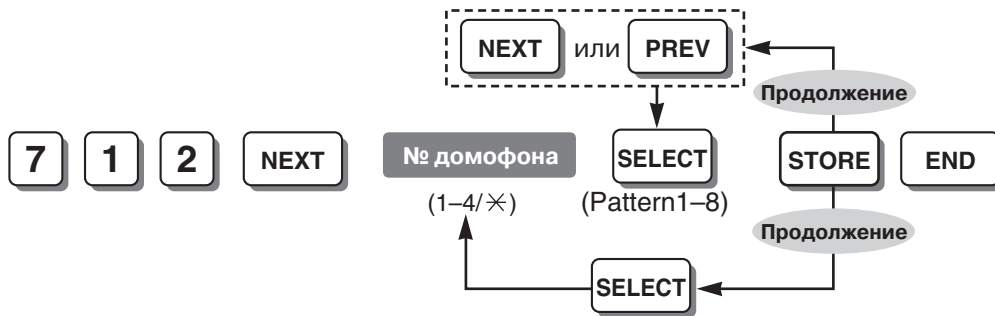 NEXT или PREV
Продолжение
7 1 2 NEXT № домофона SELECT STORE END
(1–4/✳) (Pattern1–8)
Продолжение
SELECT